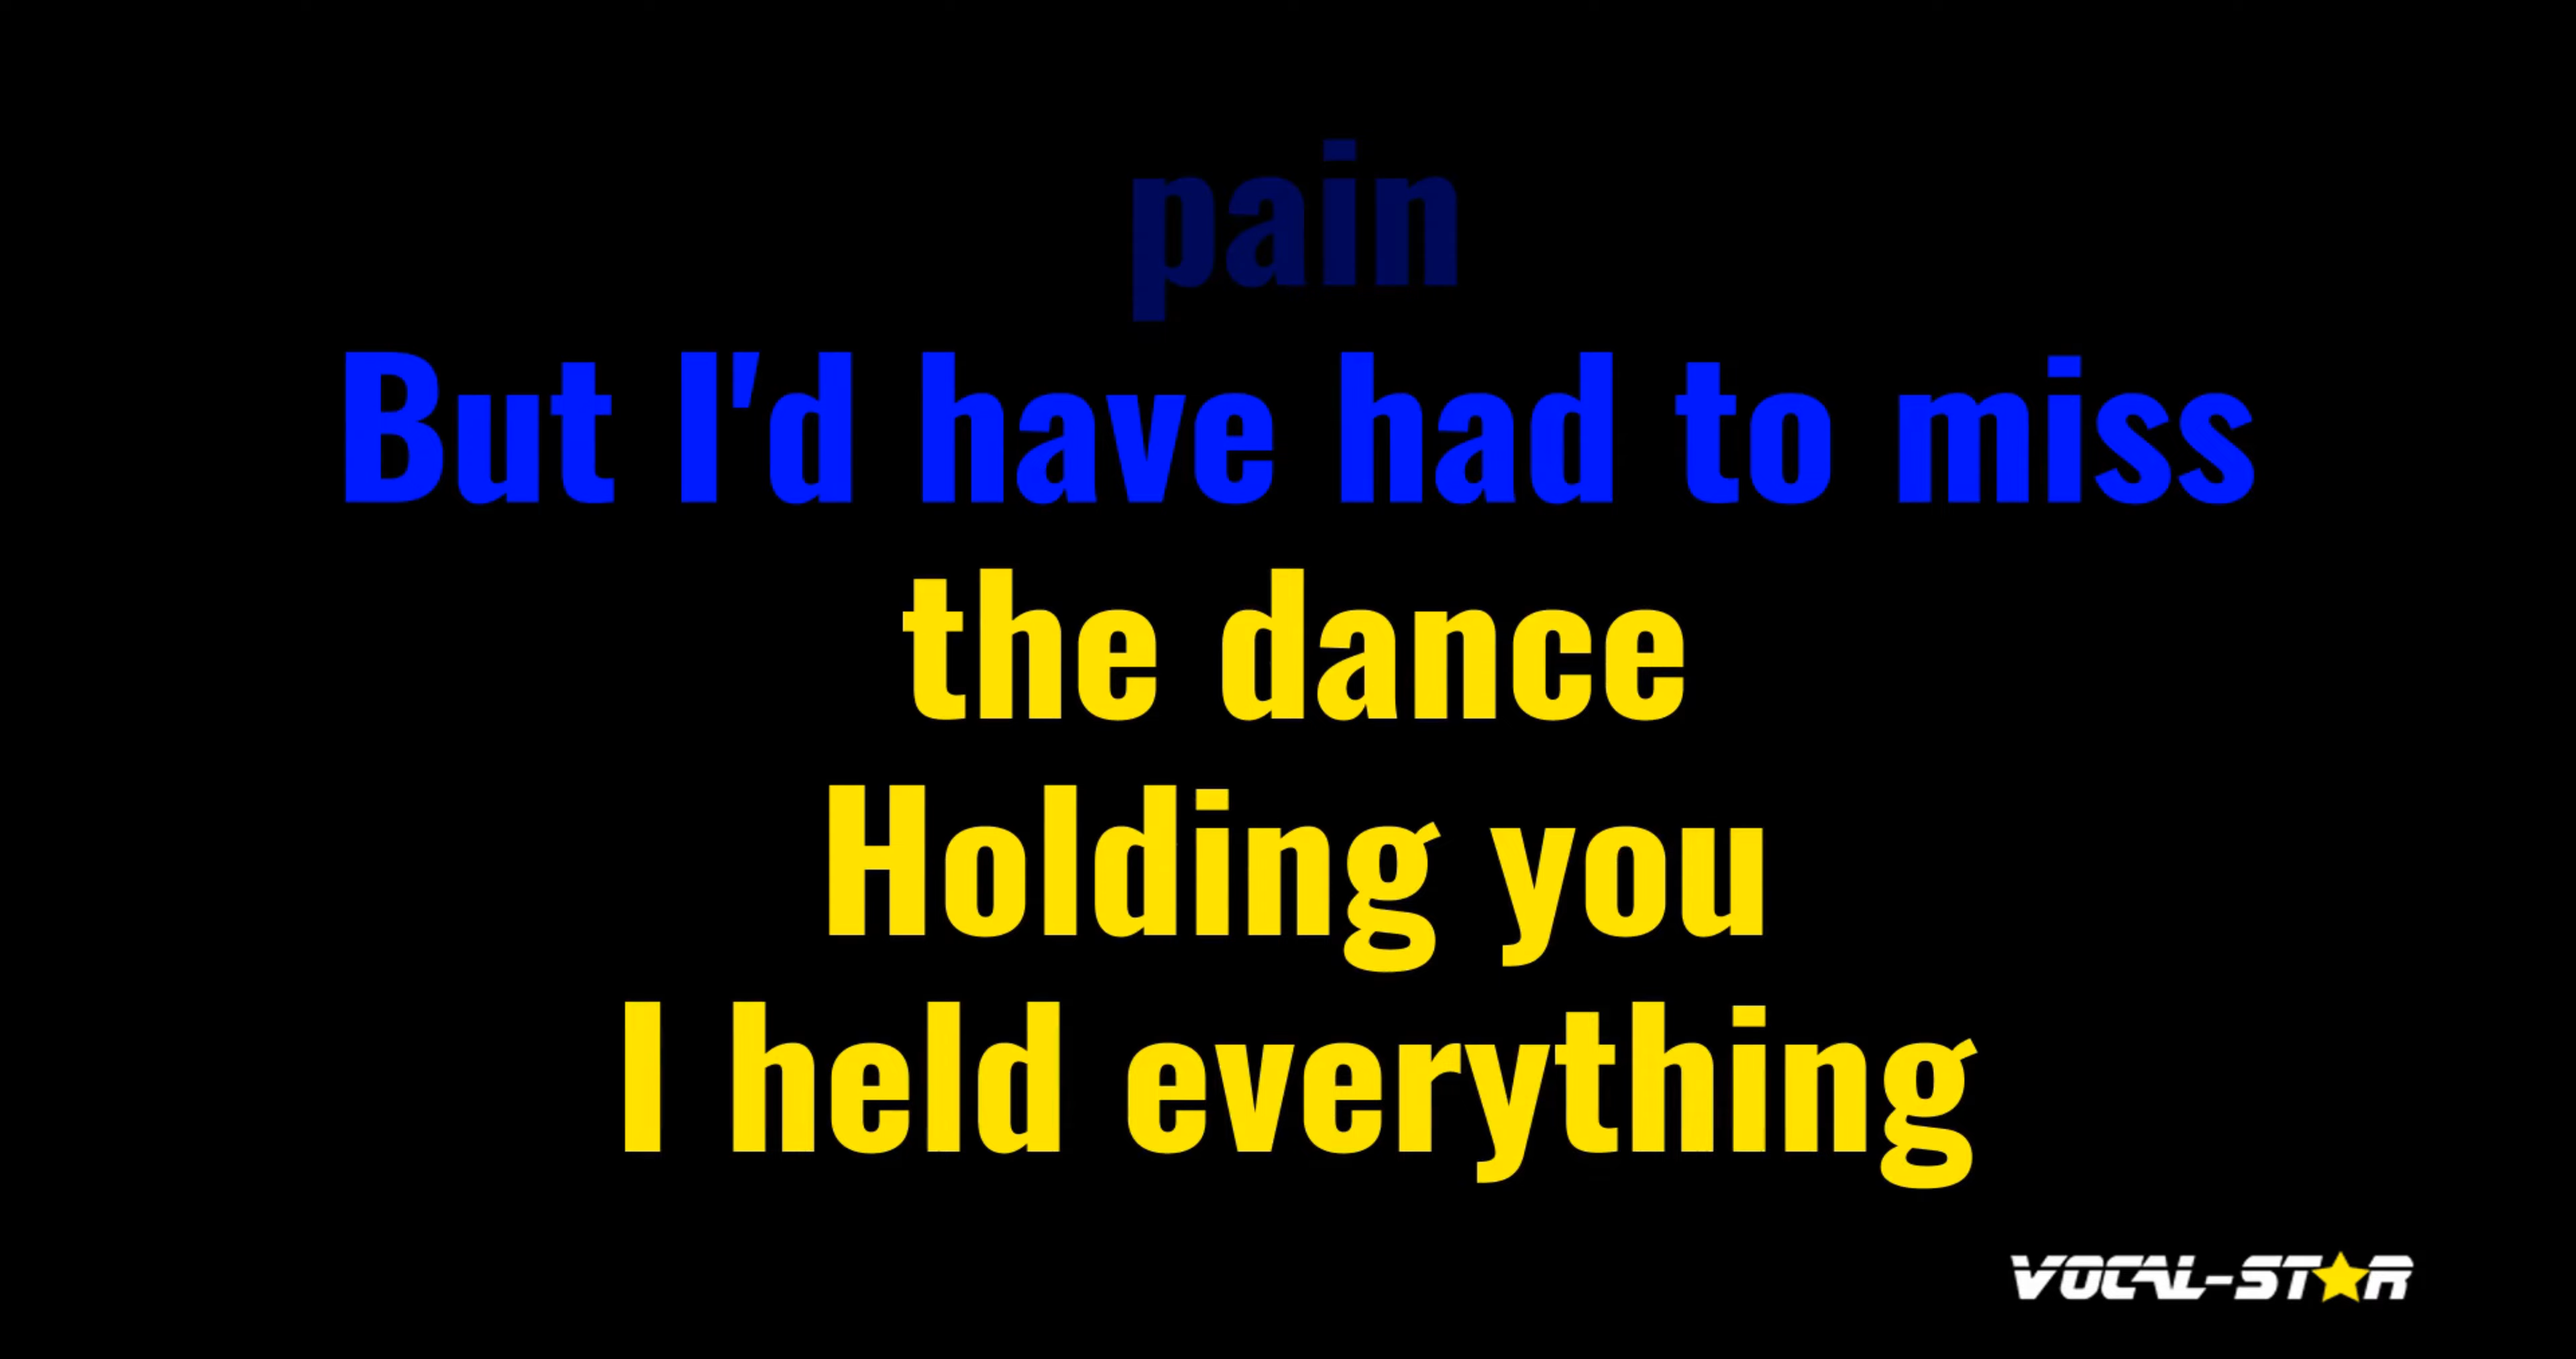 pain
But I'd have had to miss
the dance
Holding you
I held everything
VOCAL-STAR